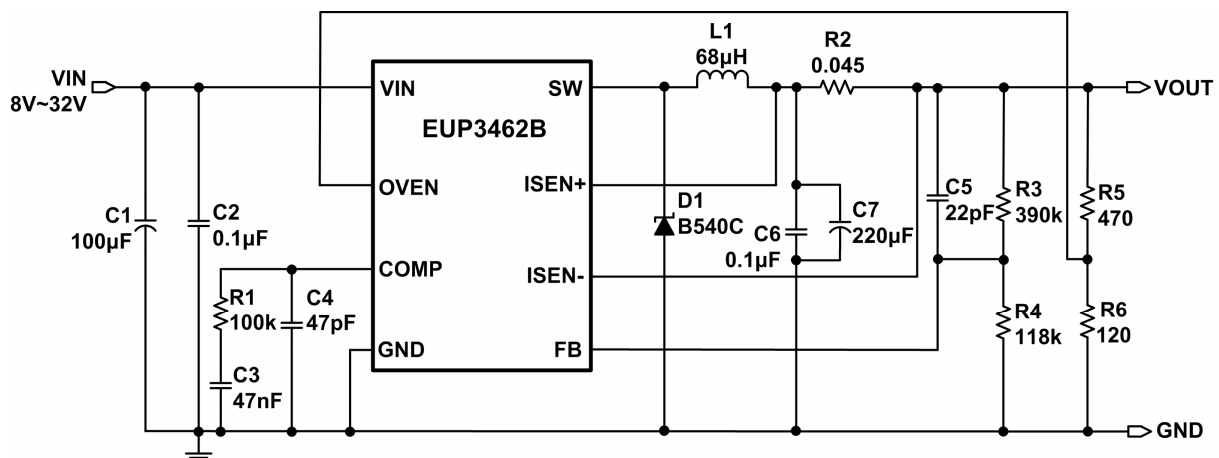 VIN
8V~32V
C1
100µF
C2
0.1µF
R1
100k
C3
47nF
C4
47pF
VIN
OVEN
COMP
GND
EUP3462B
SW
ISEN+
ISEN-
FB
L1
68µH
D1
B540C
R2
0.045
C6
0.1µF
C7
220µF
C5
22pF
R3
390k
R4
118k
R5
470
R6
120
VOUT
GND